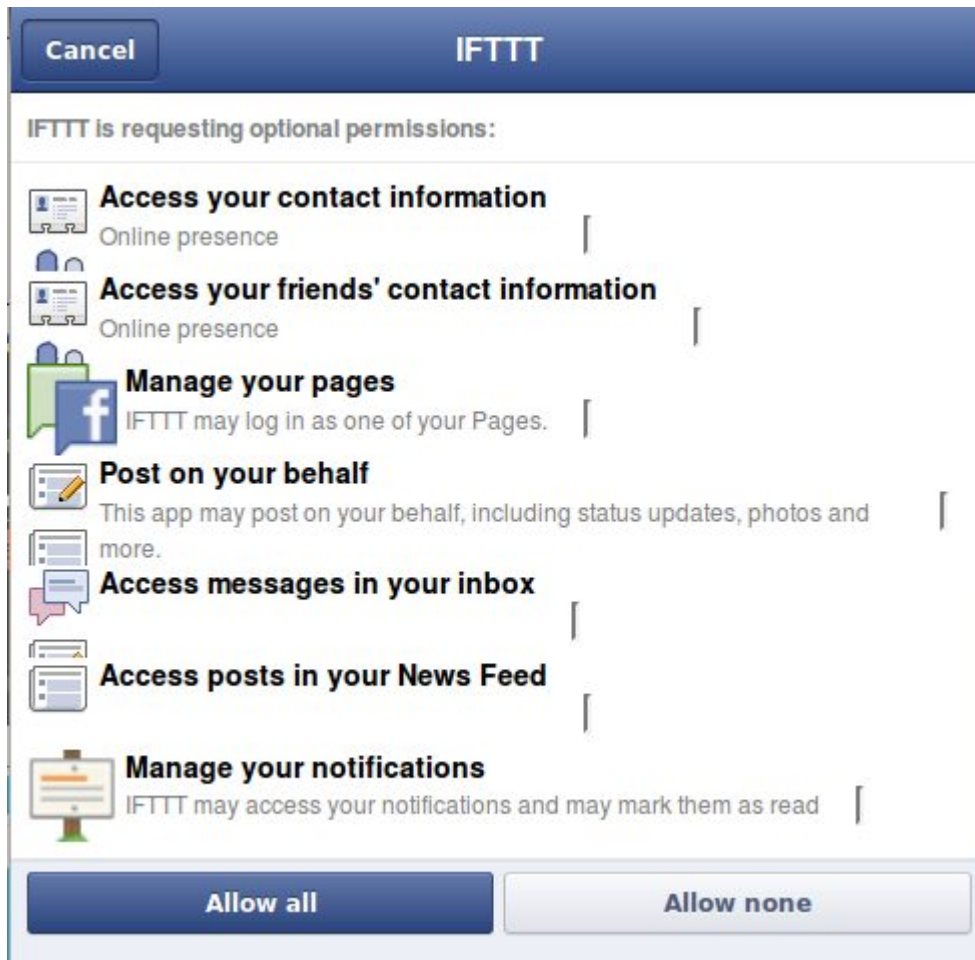 Cancel
IFTTT
IFTTT is requesting optional permissions:
Access your contact information
Online presence
Access your friends' contact information
Online presence
Manage your pages
IFTTT may log in as one of your Pages.
Post on your behalf
This app may post on your behalf, including status updates, photos and
more.
Access messages in your inbox
Access posts in your News Feed
Manage your notifications
IFTTT may access your notifications and may mark them as read
Allow all
Allow none